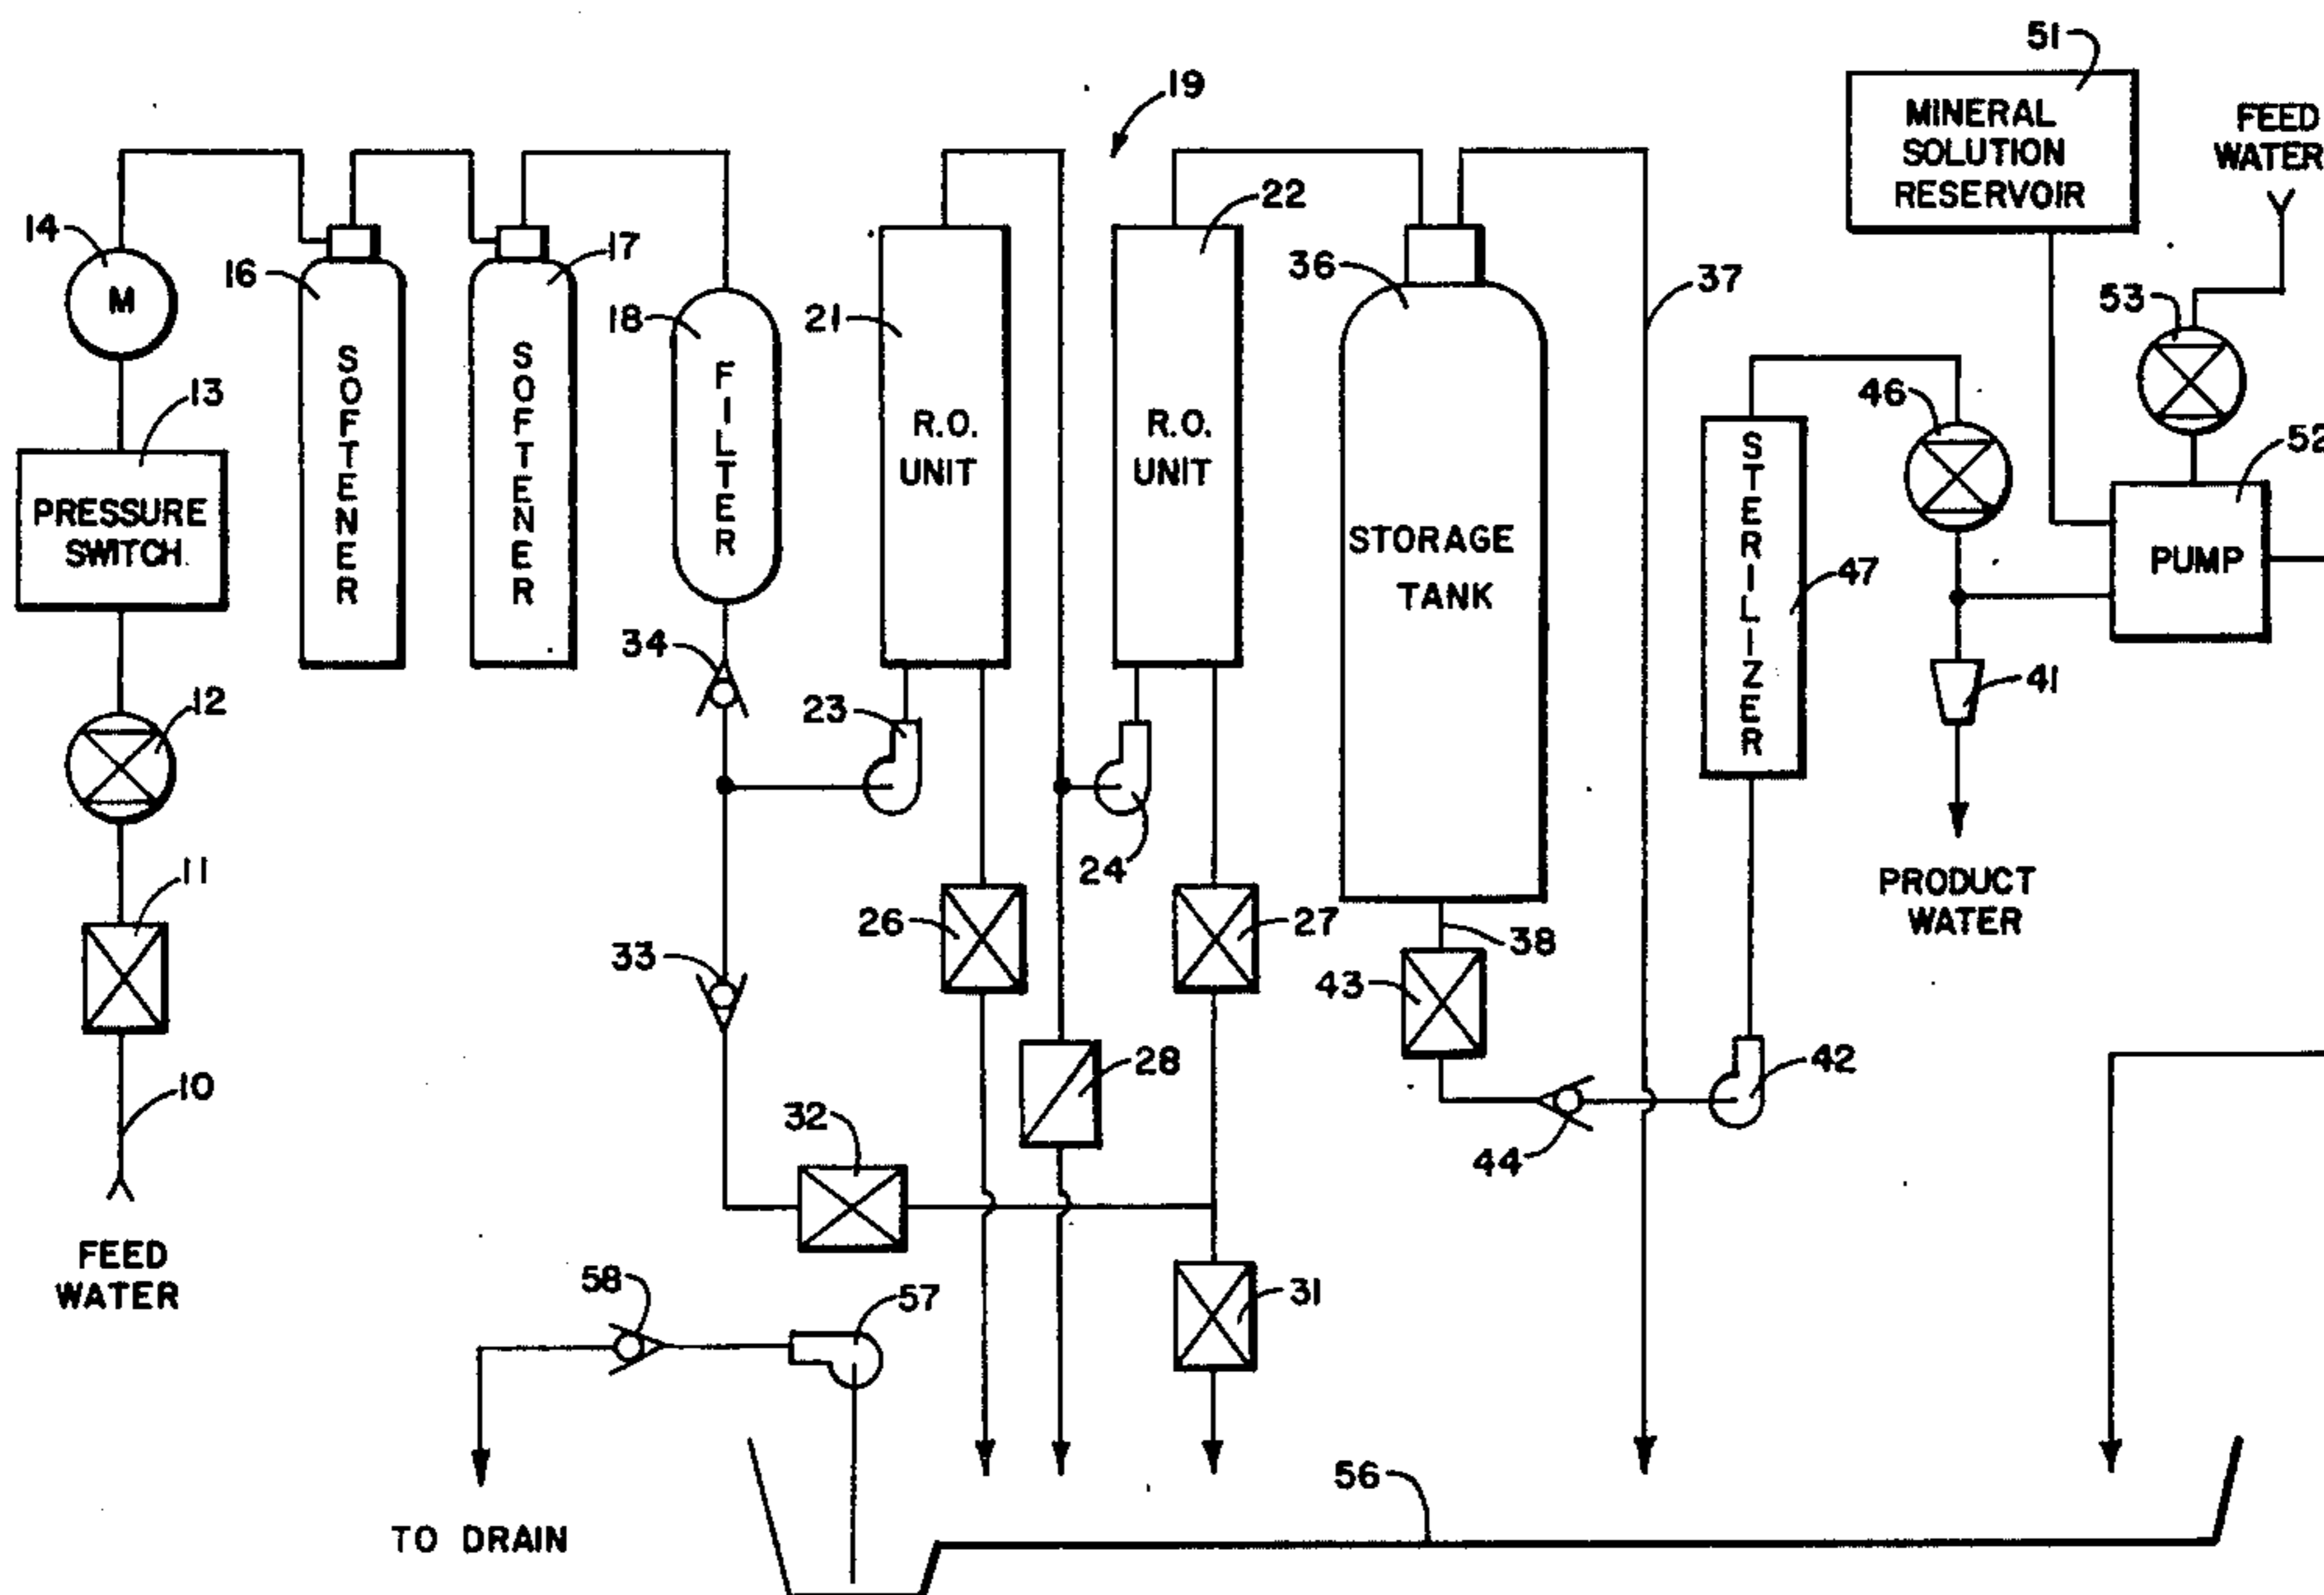 51
19
MINERAL
SOLUTION
RESERVOIR
FEED
WATER
14
M
16
17
18
21
22
36
37
53
13
46
52
PRESSURE
SWITCH
SOFTENER
SOFTENER
FILTER
R.O.
UNIT
R.O.
UNIT
STORAGE
TANK
STERILIZER
47
PUMP
34
12
23
41
24
11
26
27
38
PRODUCT
WATER
33
43
10
28
42
32
44
FEED
WATER
58
57
31
56
TO DRAIN